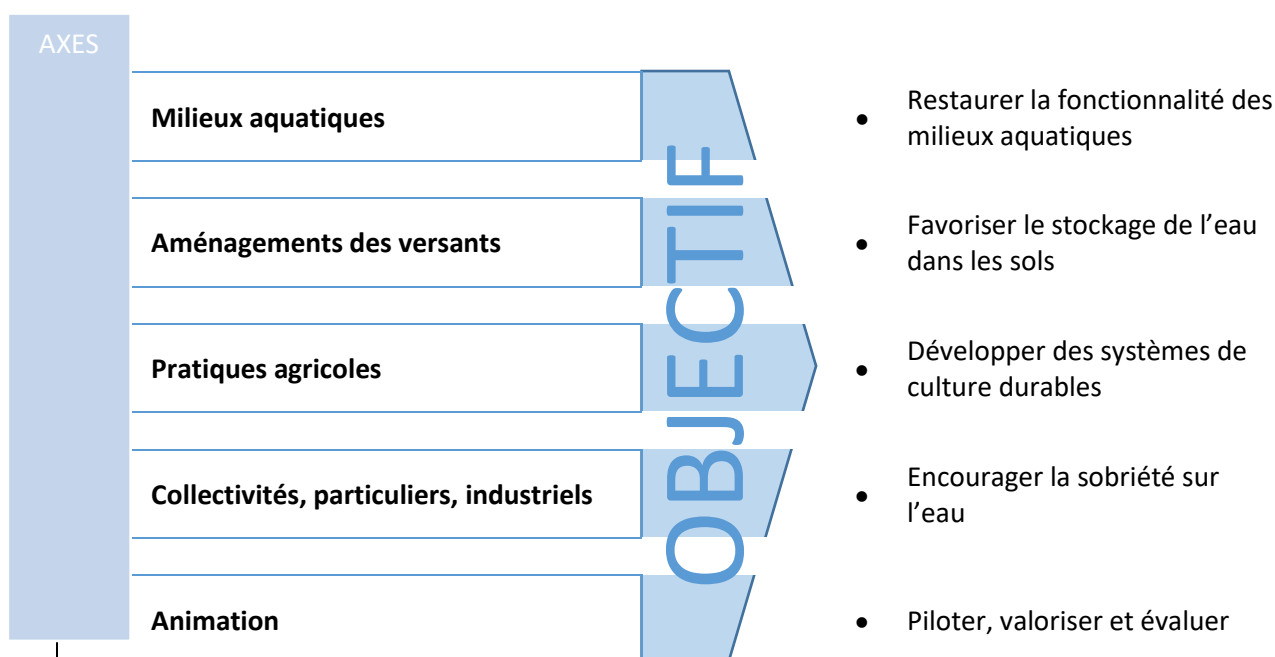 AXES
Milieux aquatiques
Restaurer la fonctionnalité des
milieux aquatiques
Aménagements des versants
Favoriser le stockage de l’eau
dans les sols
Pratiques agricoles
Développer des systèmes de
culture durables
Collectivités, particuliers, industriels
Encourager la sobriété sur
l’eau
Animation
Piloter, valoriser et évaluer
OBJECTIF